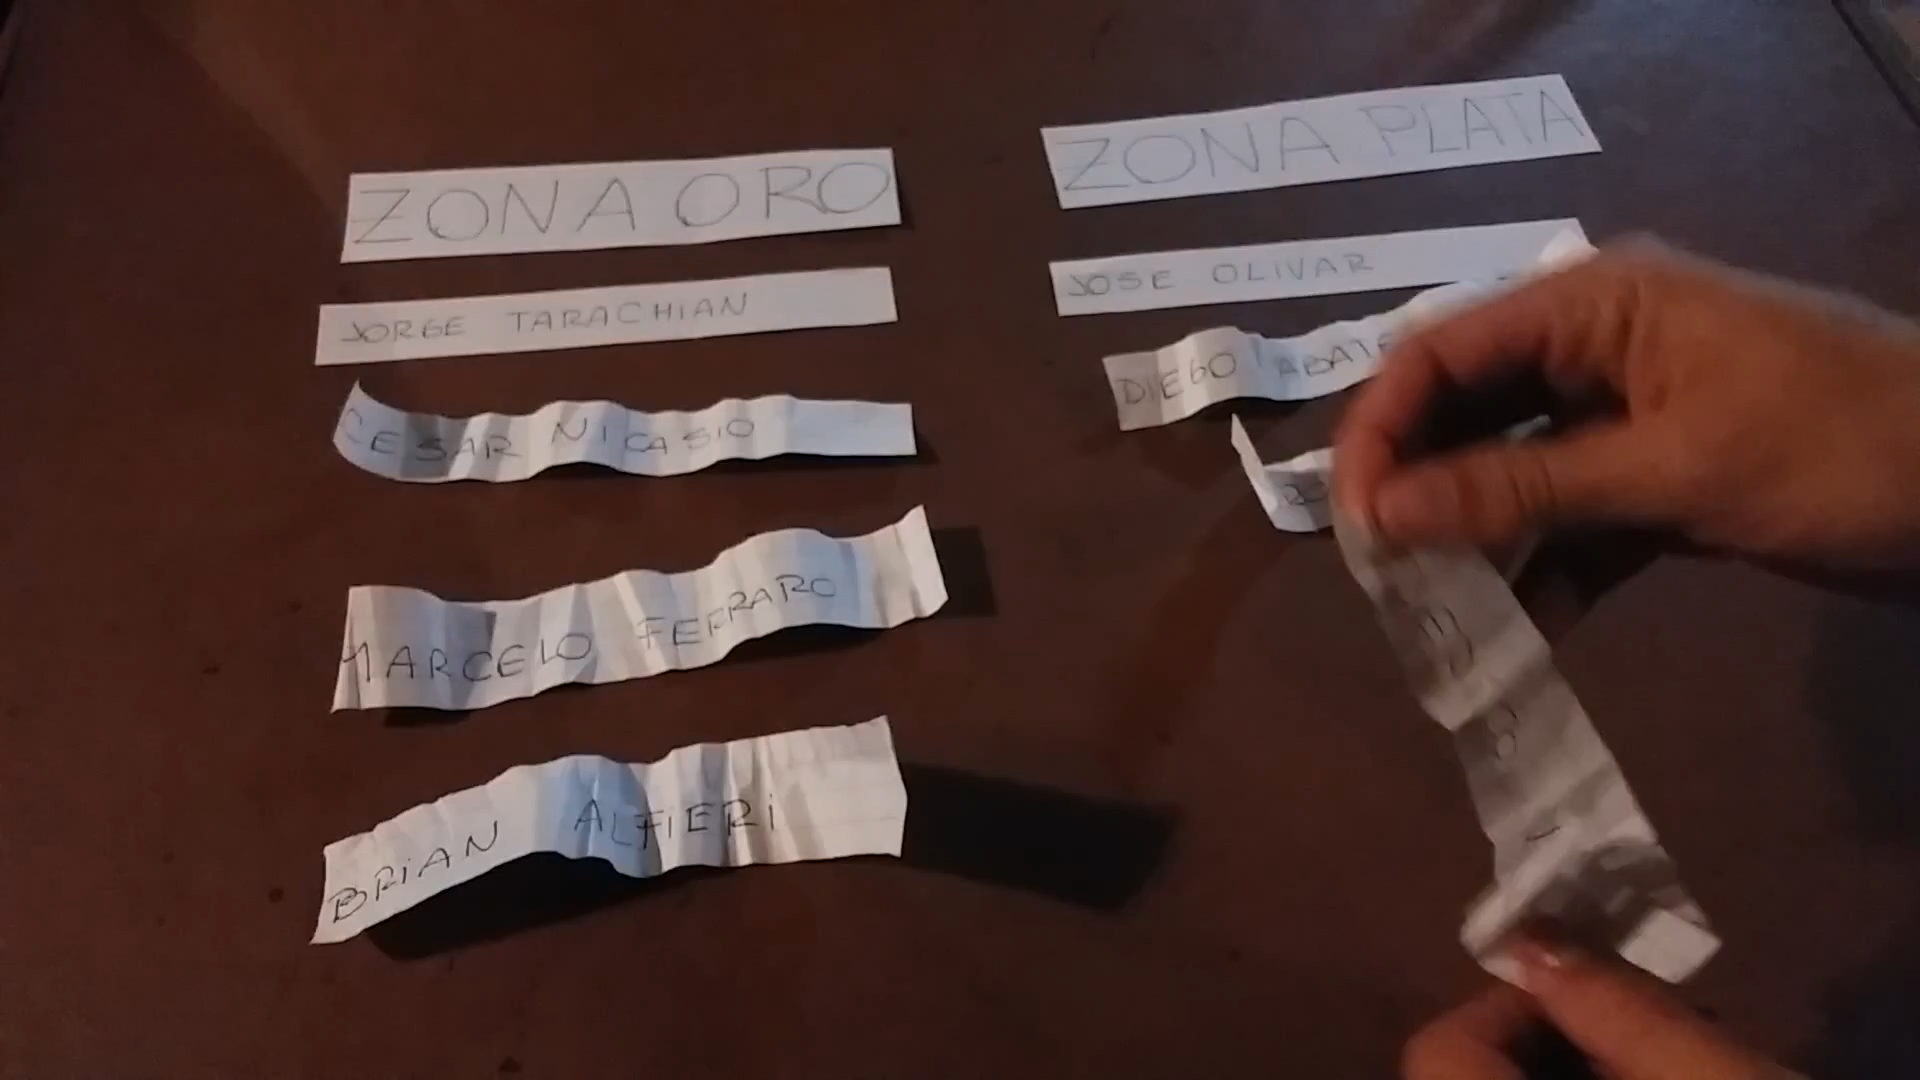 ZONA ORO
JORGE TARACHIAN
CESAR NICASIO
MARCELO FERRARO
BRIAN ALFIERI
ZONA PLATA
JOSE OLIVAR
DIEGO